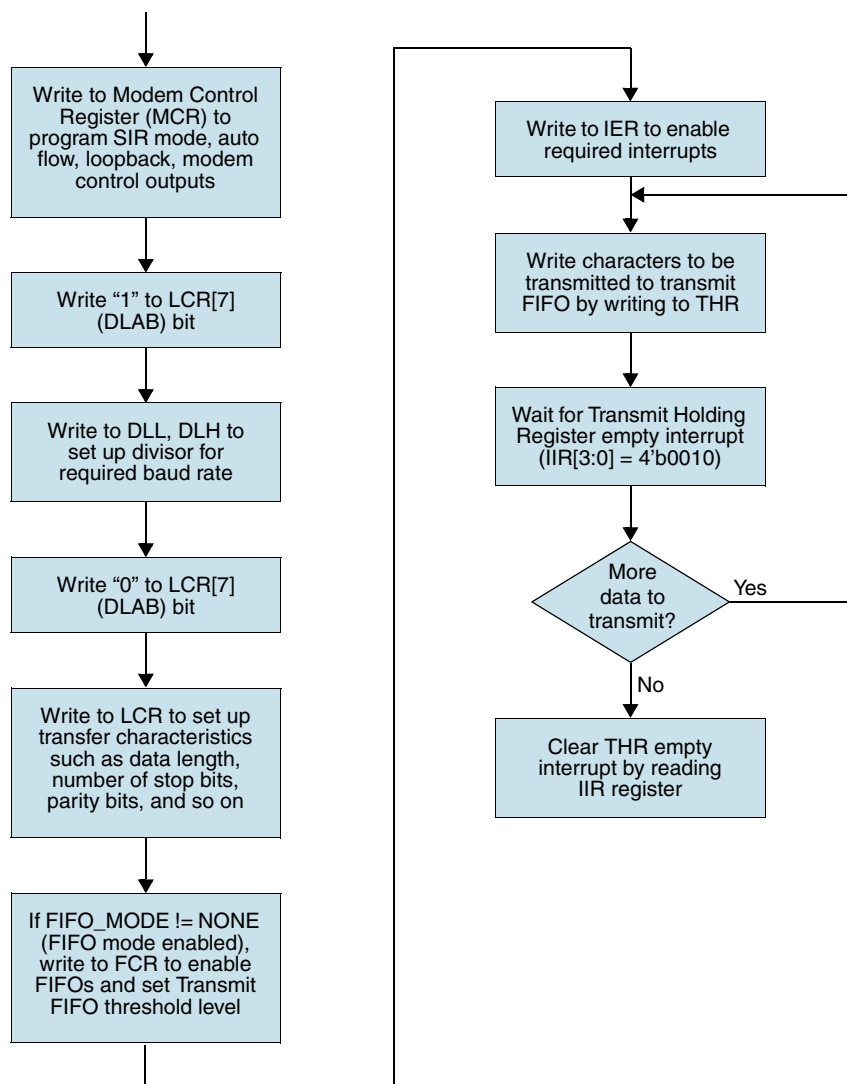 Write to Modem Control
Register (MCR) to
program SIR mode, auto
flow, loopback, modem
control outputs
Write “1” to LCR[7]
(DLAB) bit
Write to DLL, DLH to
set up divisor for
required baud rate
Write “0” to LCR[7]
(DLAB) bit
Write to LCR to set up
transfer characteristics
such as data length,
number of stop bits,
parity bits, and so on
If FIFO_MODE != NONE
(FIFO mode enabled),
write to FCR to enable
FIFOs and set Transmit
FIFO threshold level
Write to IER to enable
required interrupts
Write characters to be
transmitted to transmit
FIFO by writing to THR
Wait for Transmit Holding
Register empty interrupt
(IIR[3:0] = 4’b0010)
More
data to
transmit?
Yes
No
Clear THR empty
interrupt by reading
IIR register